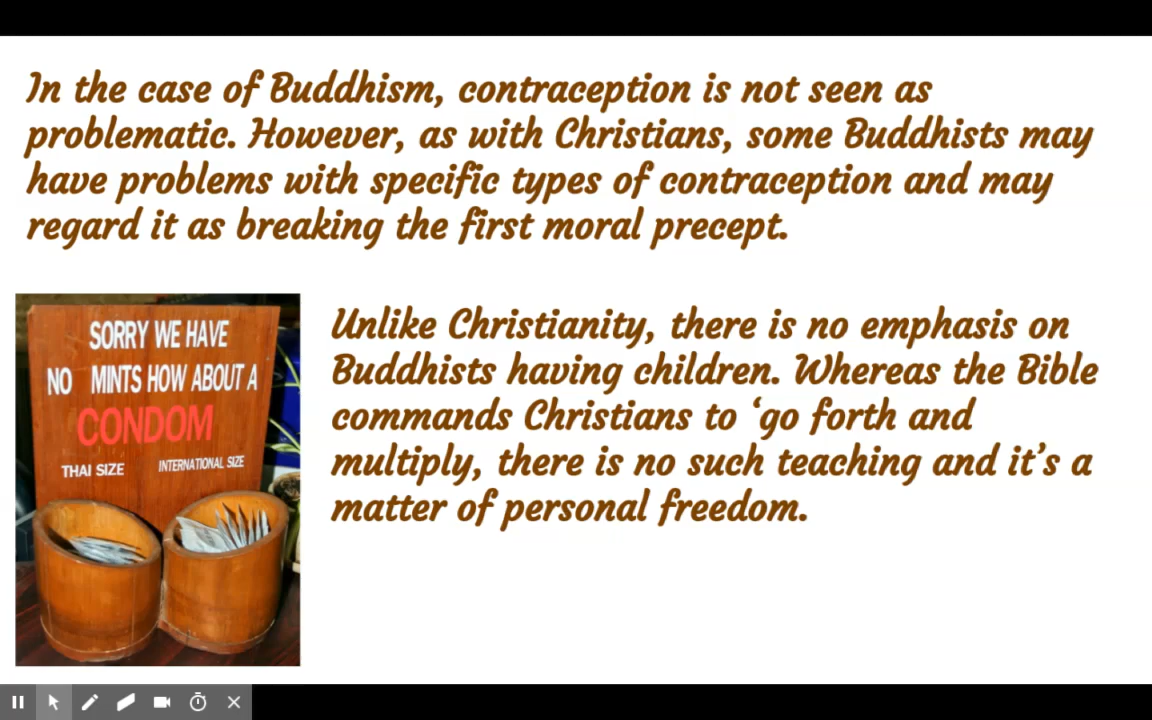 In the case of Buddhism, contraception is not seen as
problematic. However, as with Christians, some Buddhists may
have problems with specific types of contraception and may
regard it as breaking the first moral precept.
SORRY WE HAVE
NO MINTS HOW ABOUT A
CONDOM
THAI SIZE INTERNATIONAL SIZE
Unlike Christianity, there is no emphasis on
Buddhists having children. Whereas the Bible
commands Christians to ‘go forth and
multiply, there is no such teaching and it’s a
matter of personal freedom.